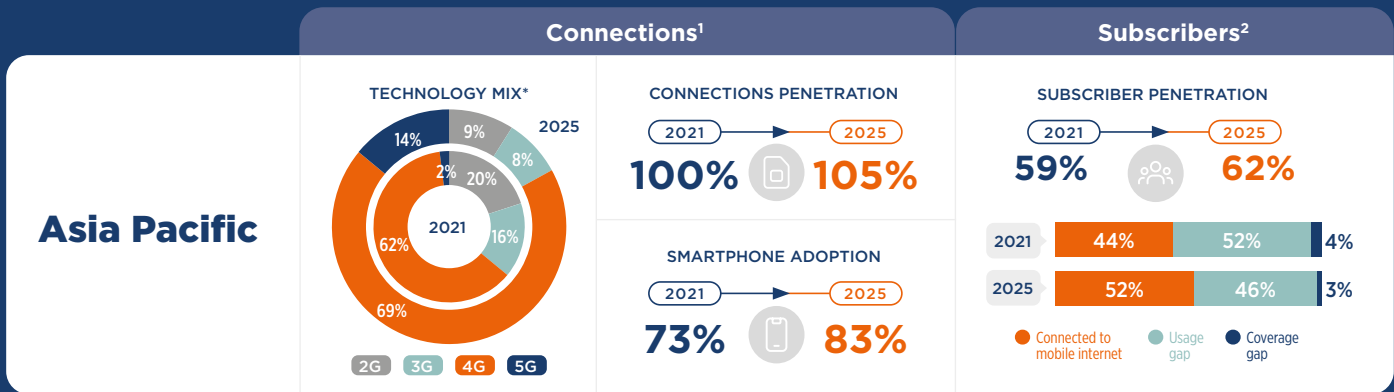 Connections¹
Subscribers²
Asia Pacific
TECHNOLOGY MIX*
2025
14%
9%
8%
2%
20%
2021
16%
62%
69%
2G 3G 4G 5G
CONNECTIONS PENETRATION
2021 2025
100% 105%
SMARTPHONE ADOPTION
2021 2025
73% 83%
SUBSCRIBER PENETRATION
2021 2025
59% 62%
2021 44% 52% 4%
2025 52% 46% 3%
Connected to
mobile internet
Usage
gap
Coverage
gap